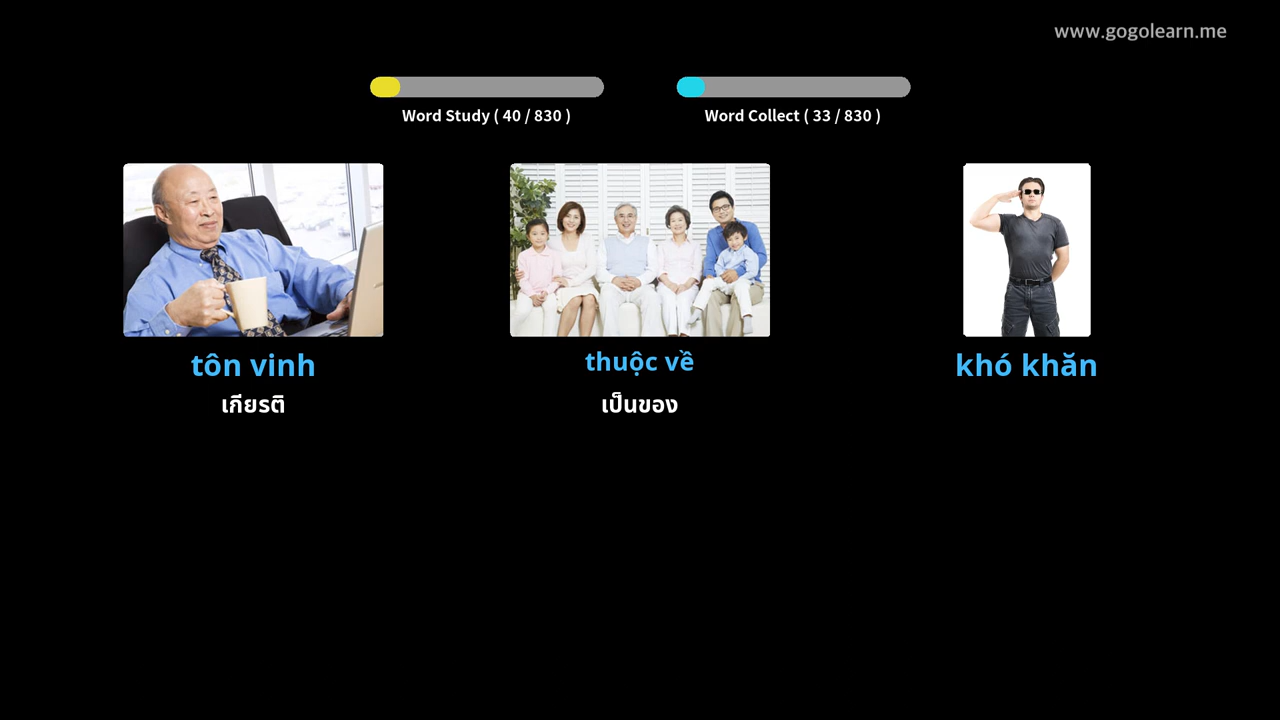 www.gogolearn.me
Word Study ( 40 / 830 )
Word Collect ( 33 / 830 )
tôn vinh
เกียรติ
thuộc về
เป็นของ
khó khăn